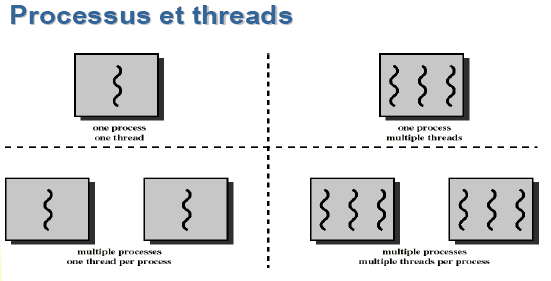 Processus et threads
one process
one thread
one process
multiple threads
multiple processes
one thread per process
multiple processes
multiple threads per process